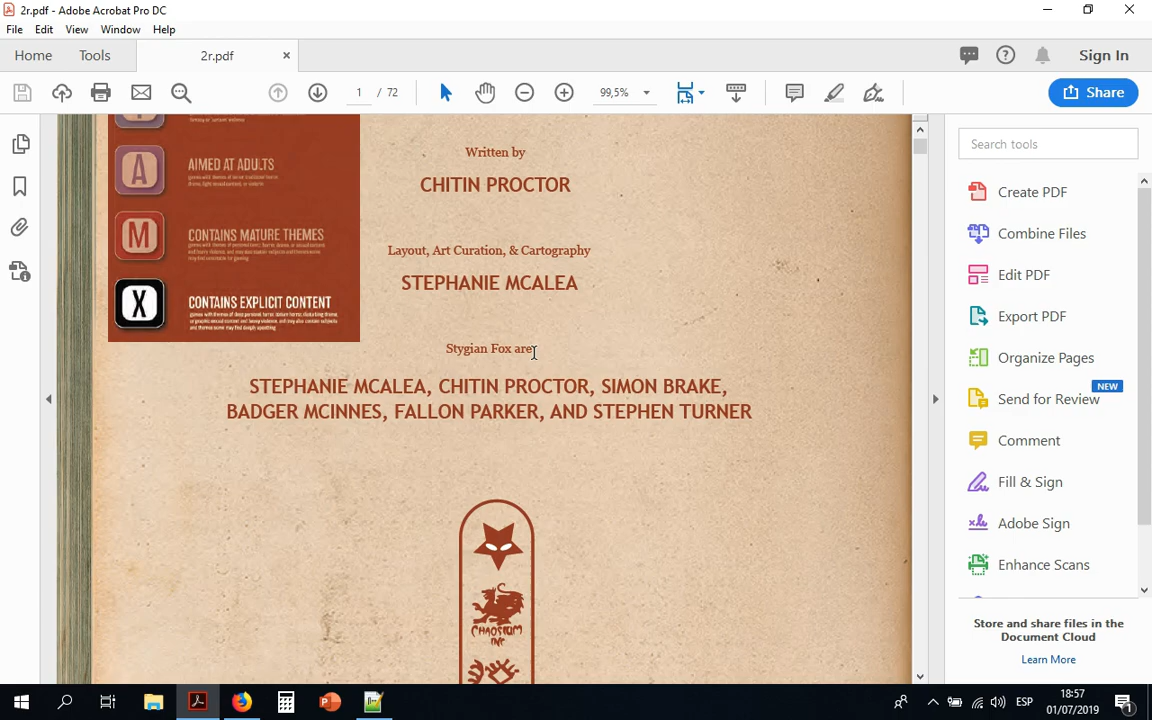 2r.pdf - Adobe Acrobat Pro DC
File Edit View Window Help
Home Tools 2r.pdf × Sign In
1 / 72 99,5% Share
Search tools
Create PDF
Combine Files
Edit PDF
Export PDF
Organize Pages
NEW
Send for Review
Comment
Fill & Sign
Adobe Sign
Enhance Scans
Store and share files in the
Document Cloud
Learn More
A AIMED AT ADULTS
M CONTAINS MATURE THEMES
X CONTAINS EXPLICIT CONTENT
Written by
CHITIN PROCTOR
Layout, Art Curation, & Cartography
STEPHANIE MCALEA
Stygian Fox are
STEPHANIE MCALEA, CHITIN PROCTOR, SIMON BRAKE,
BADGER MCINNES, FALLON PARKER, AND STEPHEN TURNER
CHAOSIUM
INC
ESP
18:57
01/07/2019
1